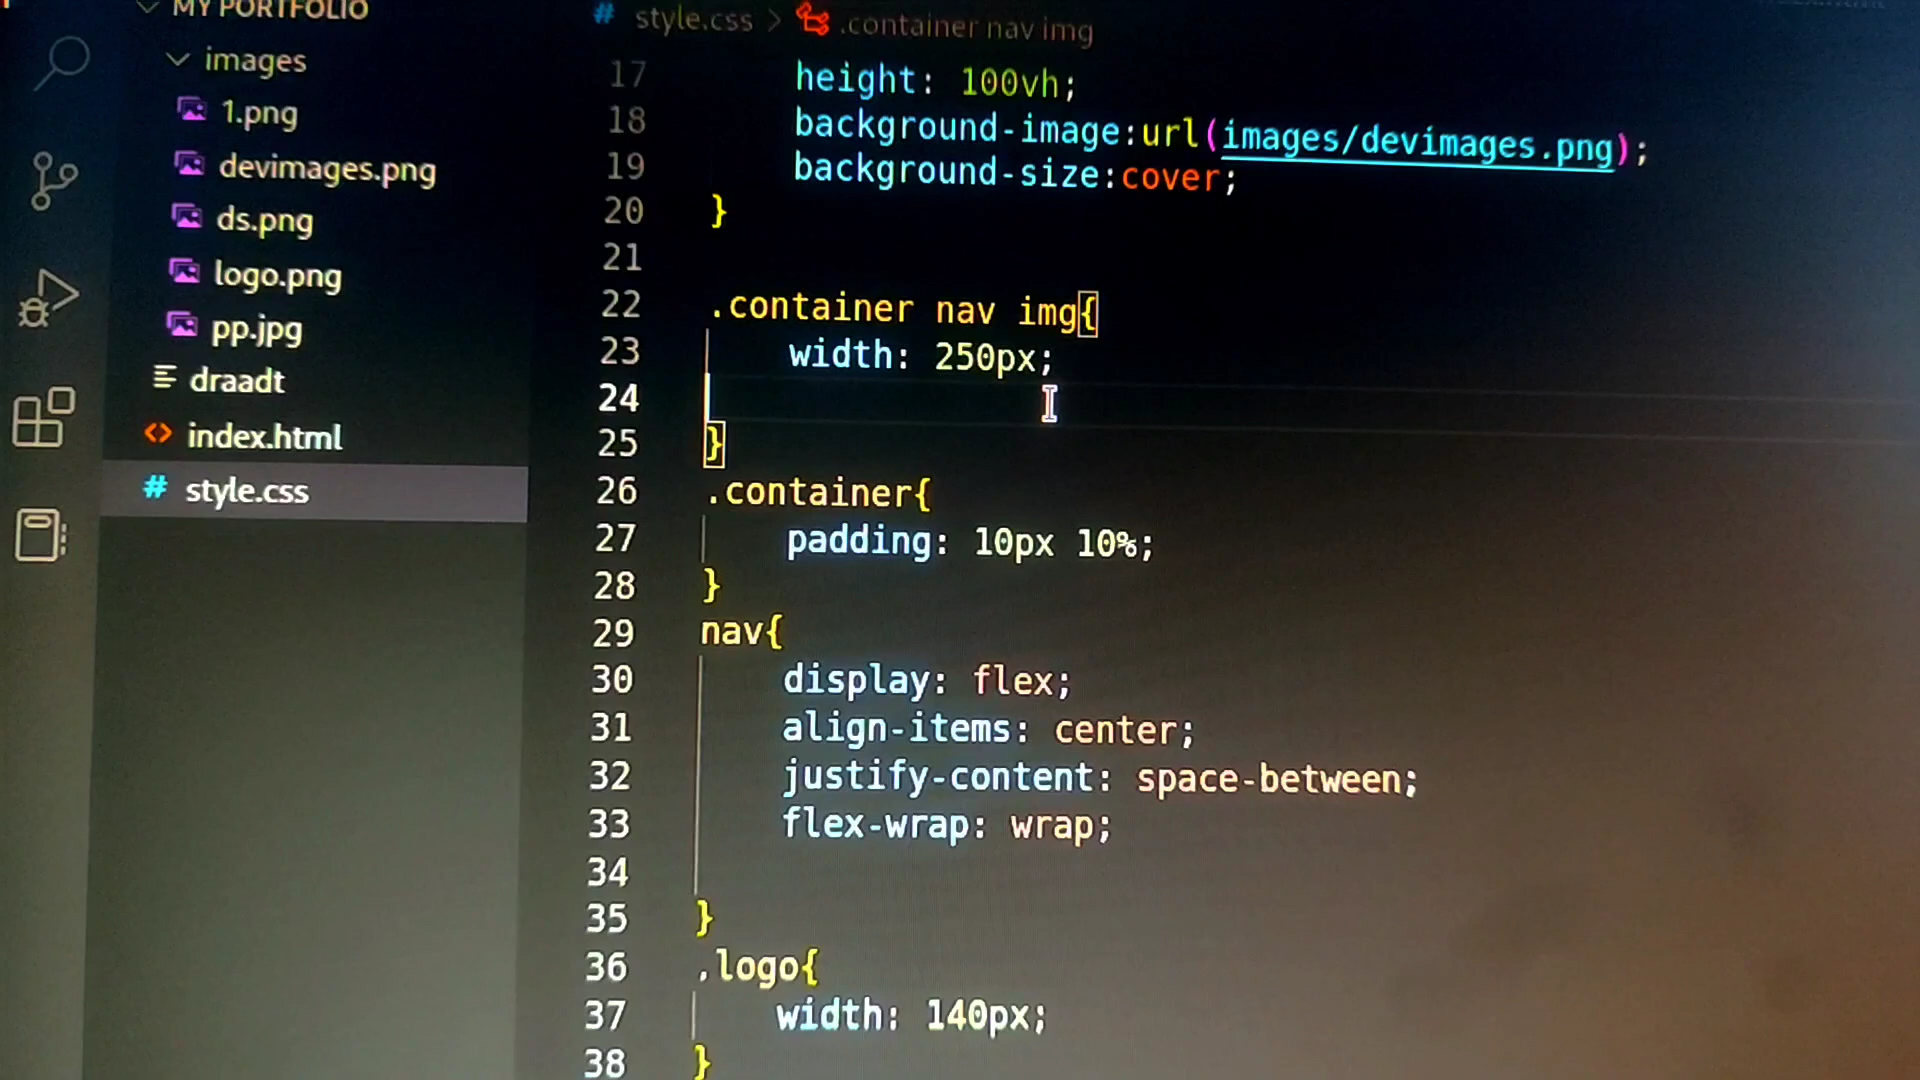 MY PORTFOLIO
images
1.png
devimages.png
ds.png
logo.png
pp.jpg
draadt
index.html
style.css
style.css > .container nav img
17 height: 100vh;
18 background-image:url(images/devimages.png);
19 background-size:cover;
20 }
21
22 .container nav img{
23 width: 250px;
24
25 }
26 .container{
27 padding: 10px 10%;
28 }
29 nav{
30 display: flex;
31 align-items: center;
32 justify-content: space-between;
33 flex-wrap: wrap;
34
35 }
36 .logo{
37 width: 140px;
38 }